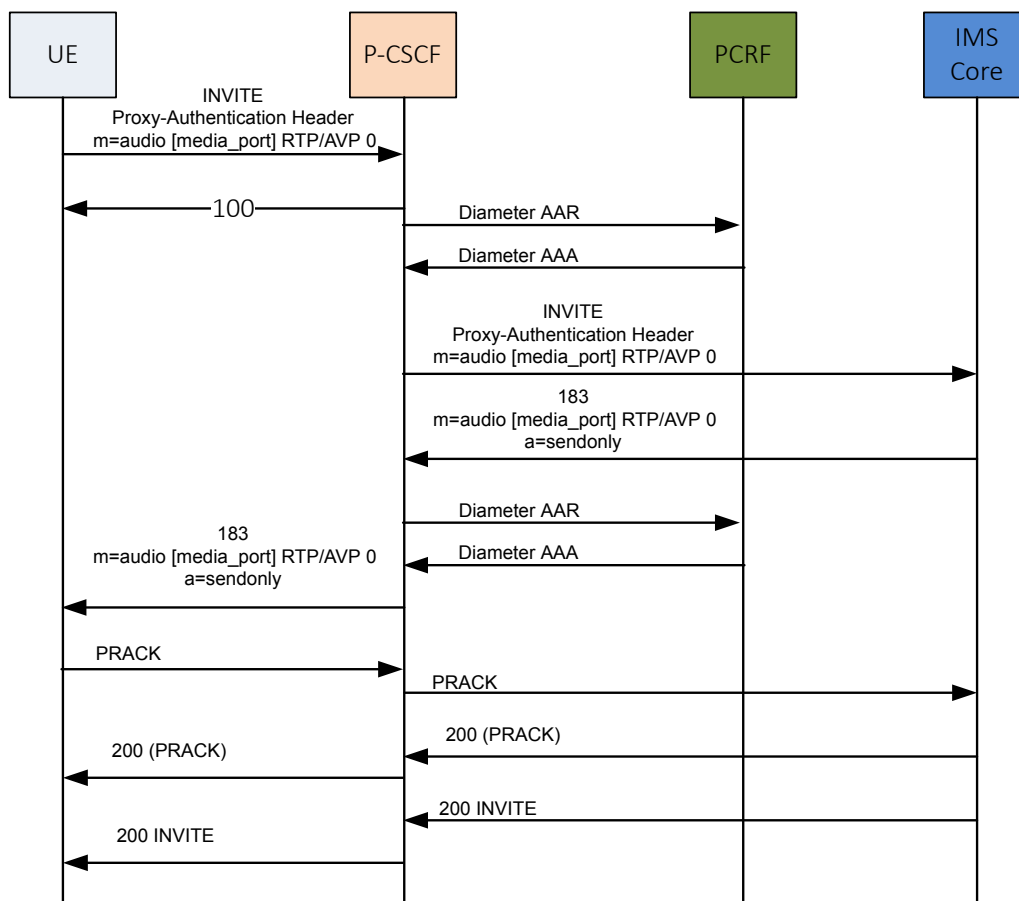 UE
P-CSCF
PCRF
IMS
Core
INVITE
Proxy-Authentication Header
m=audio [media_port] RTP/AVP 0
100
Diameter AAR
Diameter AAA
INVITE
Proxy-Authentication Header
m=audio [media_port] RTP/AVP 0
183
m=audio [media_port] RTP/AVP 0
a=sendonly
Diameter AAR
183
m=audio [media_port] RTP/AVP 0
a=sendonly
Diameter AAA
PRACK
PRACK
200 (PRACK)
200 (PRACK)
200 INVITE
200 INVITE